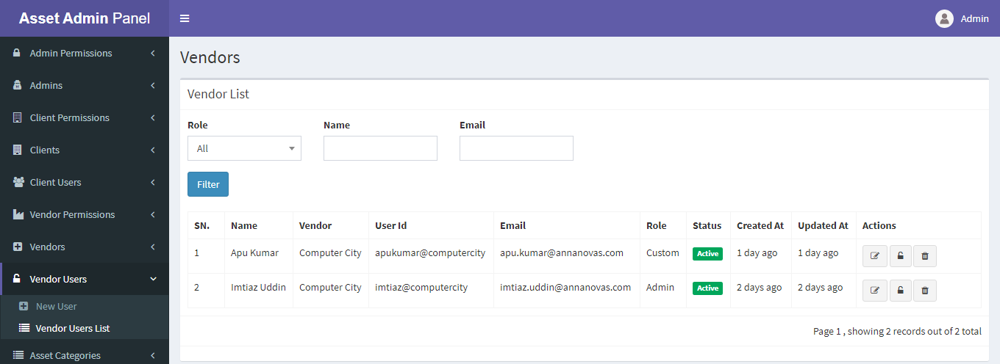 Asset Admin Panel
Admin
Admin Permissions
Admins
Client Permissions
Clients
Client Users
Vendor Permissions
Vendors
Vendor Users
New User
Vendor Users List
Asset Categories
Vendors
Vendor List
Role Name Email
All
Filter
SN. Name Vendor User Id Email Role Status Created At Updated At Actions
1 Apu Kumar Computer City apukumar@computercity apu.kumar@annanovas.com Custom Active 1 day ago 1 day ago
2 Imtiaz Uddin Computer City imtiaz@computercity imtiaz.uddin@annanovas.com Admin Active 2 days ago 2 days ago
Page 1 , showing 2 records out of 2 total